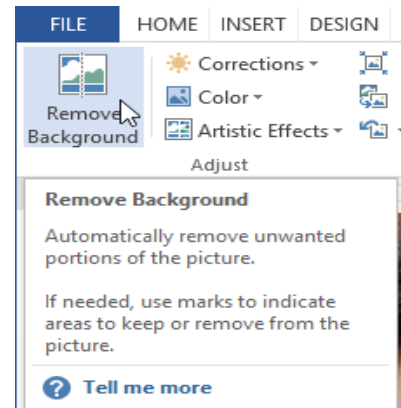 FILE HOME INSERT DESIGN
Corrections
Color
Artistic Effects
Remove
Background
Adjust
Remove Background
Automatically remove unwanted
portions of the picture.
If needed, use marks to indicate
areas to keep or remove from the
picture.
? Tell me more